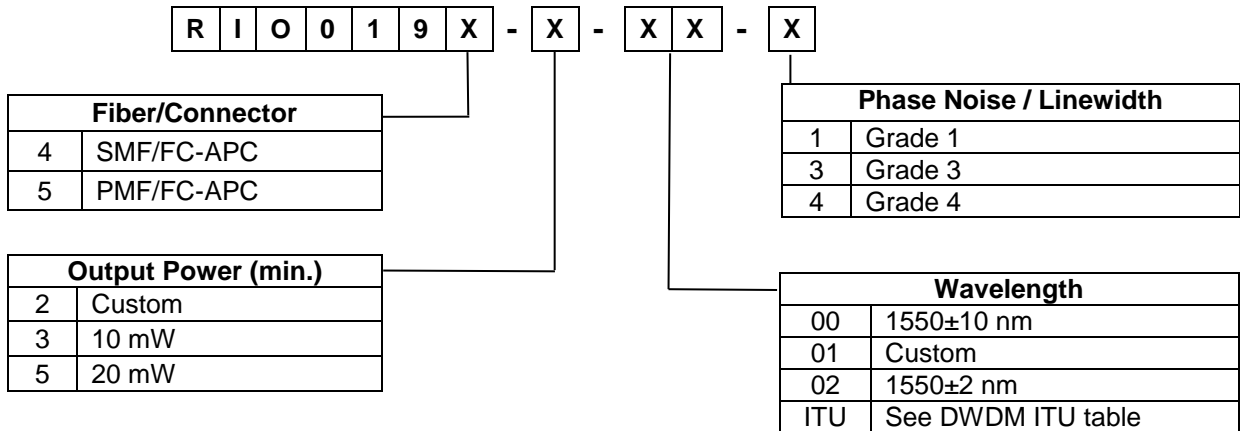 R I O 0 1 9 X - X - X X - X
Fiber/Connector
4 SMF/FC-APC
5 PMF/FC-APC
Output Power (min.)
2 Custom
3 10 mW
5 20 mW
Phase Noise / Linewidth
1 Grade 1
3 Grade 3
4 Grade 4
Wavelength
00 1550±10 nm
01 Custom
02 1550±2 nm
ITU See DWDM ITU table